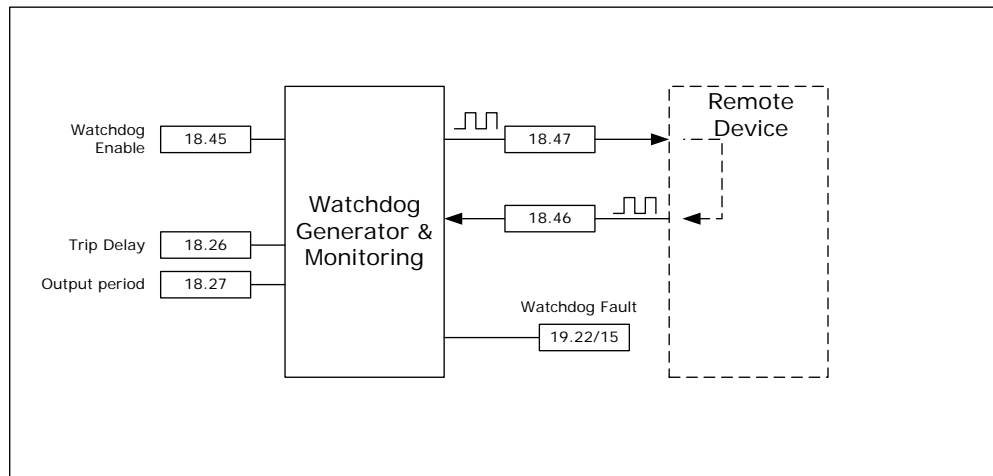 Watchdog
Enable
18.45
Trip Delay
18.26
Output period
18.27
Watchdog
Generator &
Monitoring
18.47
18.46
Watchdog Fault
19.22/15
Remote
Device